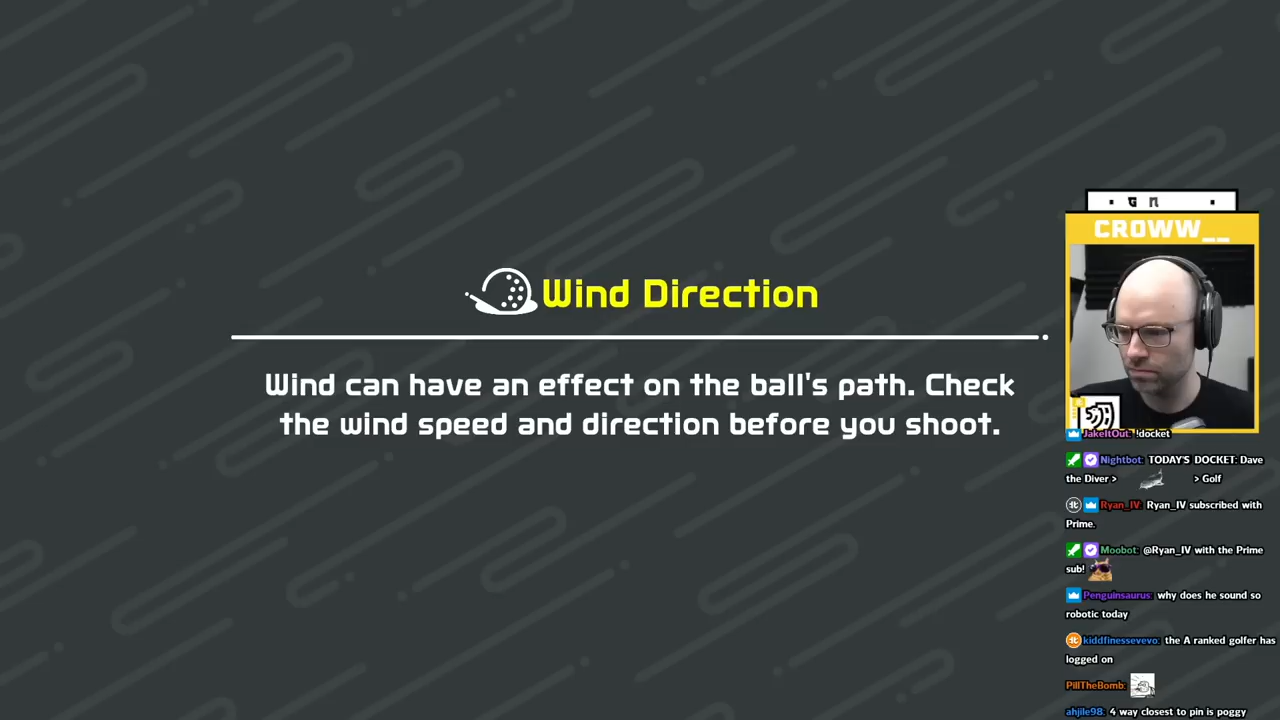 Wind Direction
Wind can have an effect on the ball's path. Check
the wind speed and direction before you shoot.
G n
CROWW__
JakeItOut: !docket
Nightbot: TODAY'S DOCKET: Dave
the Diver > > Golf
Ryan_IV: Ryan_IV subscribed with
Prime.
Moobot: @Ryan_IV with the Prime
sub!
Penguinsaurus: why does he sound so
robotic today
kiddfinessevevo: the A ranked golfer has
logged on
PillTheBomb:
ahjile98: 4 way closest to pin is poggy